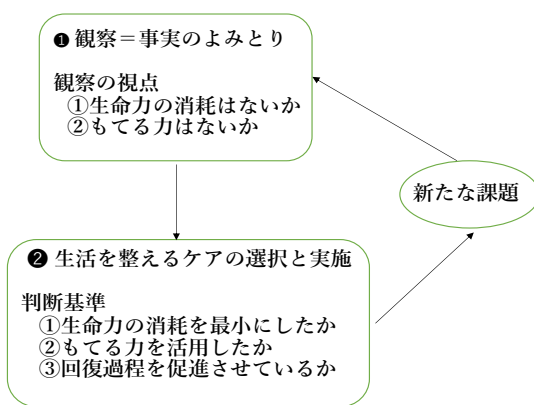 ❶ 観察＝事実のよみとり
観察の視点
①生命力の消耗はないか
②もてる力はないか
新たな課題
❷ 生活を整えるケアの選択と実施
判断基準
①生命力の消耗を最小にしたか
②もてる力を活用したか
③回復過程を促進させているか